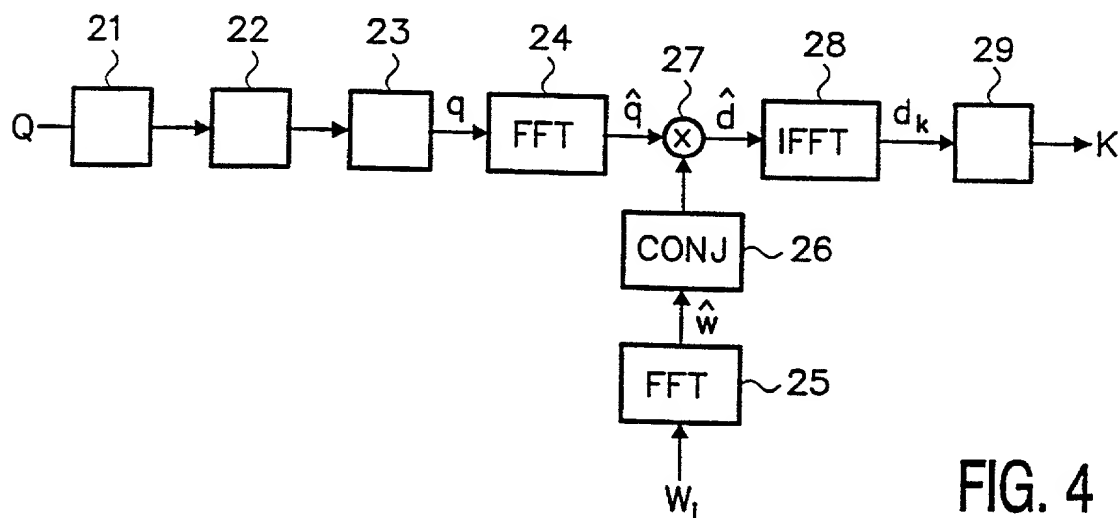 21
22
23
24
27
28
29
Q
q
FFT
q̂
X
d̂
IFFT
dₖ
K
CONJ
26
ŵ
FFT
25
Wᵢ
FIG. 4